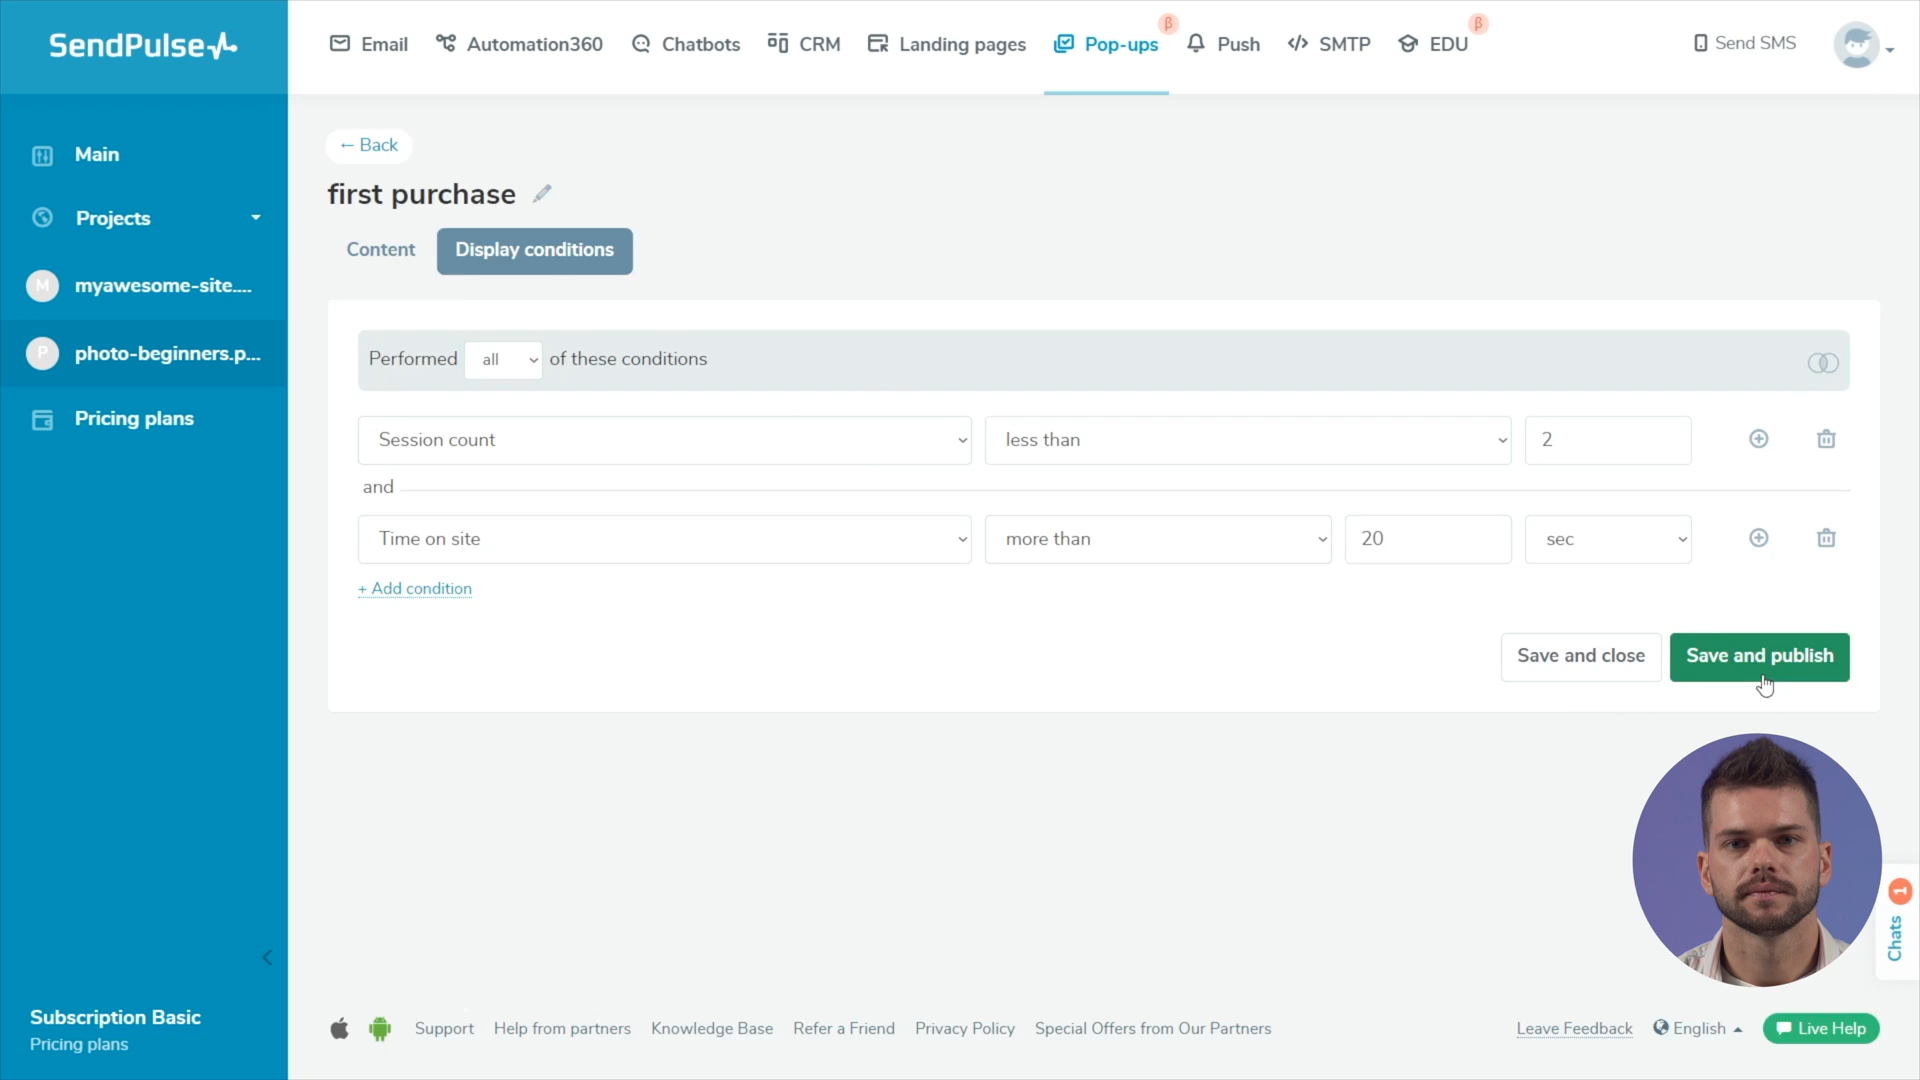 SendPulse
Email
Automation360
Chatbots
CRM
Landing pages
Pop-ups
β
Push
SMTP
EDU
β
Send SMS
Main
Projects
M
myawesome-site....
P
photo-beginners.p...
Pricing plans
← Back
first purchase
Content
Display conditions
Performed all of these conditions
Session count
less than
2
and
Time on site
more than
20
sec
+ Add condition
Save and close
Save and publish
1
Chats
Subscription Basic
Pricing plans
Support
Help from partners
Knowledge Base
Refer a Friend
Privacy Policy
Special Offers from Our Partners
Leave Feedback
English
Live Help